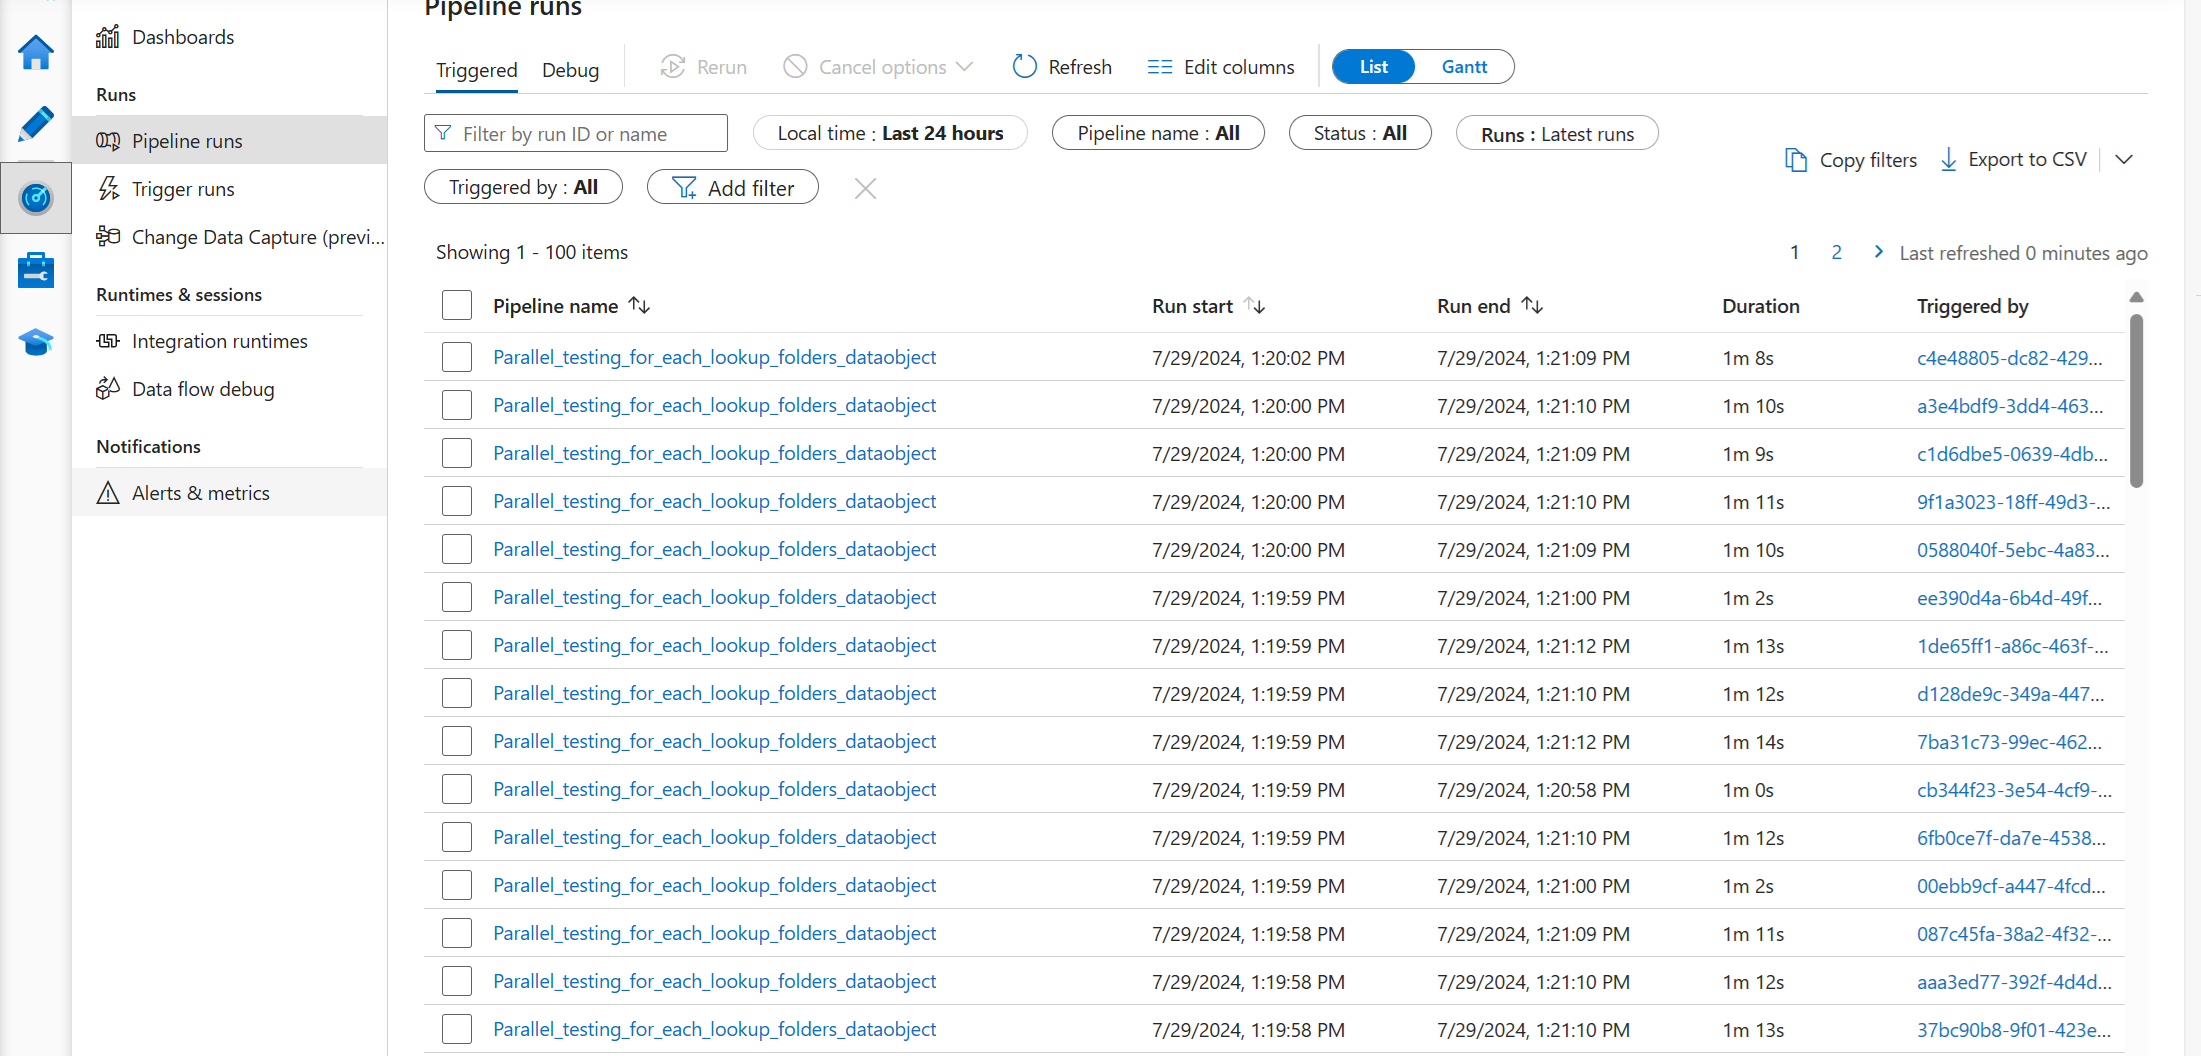 Pipeline runs
Dashboards
Runs
Pipeline runs
Trigger runs
Change Data Capture (previ...
Runtimes & sessions
Integration runtimes
Data flow debug
Notifications
Alerts & metrics
Triggered Debug Rerun Cancel options Refresh Edit columns List Gantt
Filter by run ID or name Local time : Last 24 hours Pipeline name : All Status : All Runs : Latest runs
Triggered by : All Add filter
Copy filters Export to CSV
Showing 1 - 100 items 1 2 Last refreshed 0 minutes ago
Pipeline name Run start Run end Duration Triggered by
Parallel_testing_for_each_lookup_folders_dataobject 7/29/2024, 1:20:02 PM 7/29/2024, 1:21:09 PM 1m 8s c4e48805-dc82-429...
Parallel_testing_for_each_lookup_folders_dataobject 7/29/2024, 1:20:00 PM 7/29/2024, 1:21:10 PM 1m 10s a3e4bdf9-3dd4-463...
Parallel_testing_for_each_lookup_folders_dataobject 7/29/2024, 1:20:00 PM 7/29/2024, 1:21:09 PM 1m 9s c1d6dbe5-0639-4db...
Parallel_testing_for_each_lookup_folders_dataobject 7/29/2024, 1:20:00 PM 7/29/2024, 1:21:10 PM 1m 11s 9f1a3023-18ff-49d3-...
Parallel_testing_for_each_lookup_folders_dataobject 7/29/2024, 1:20:00 PM 7/29/2024, 1:21:09 PM 1m 10s 0588040f-5ebc-4a83...
Parallel_testing_for_each_lookup_folders_dataobject 7/29/2024, 1:19:59 PM 7/29/2024, 1:21:00 PM 1m 2s ee390d4a-6b4d-49f...
Parallel_testing_for_each_lookup_folders_dataobject 7/29/2024, 1:19:59 PM 7/29/2024, 1:21:12 PM 1m 13s 1de65ff1-a86c-463f-...
Parallel_testing_for_each_lookup_folders_dataobject 7/29/2024, 1:19:59 PM 7/29/2024, 1:21:10 PM 1m 12s d128de9c-349a-447...
Parallel_testing_for_each_lookup_folders_dataobject 7/29/2024, 1:19:59 PM 7/29/2024, 1:21:12 PM 1m 14s 7ba31c73-99ec-462...
Parallel_testing_for_each_lookup_folders_dataobject 7/29/2024, 1:19:59 PM 7/29/2024, 1:20:58 PM 1m 0s cb344f23-3e54-4cf9-...
Parallel_testing_for_each_lookup_folders_dataobject 7/29/2024, 1:19:59 PM 7/29/2024, 1:21:10 PM 1m 12s 6fb0ce7f-da7e-4538...
Parallel_testing_for_each_lookup_folders_dataobject 7/29/2024, 1:19:59 PM 7/29/2024, 1:21:00 PM 1m 2s 00ebb9cf-a447-4fcd...
Parallel_testing_for_each_lookup_folders_dataobject 7/29/2024, 1:19:58 PM 7/29/2024, 1:21:09 PM 1m 11s 087c45fa-38a2-4f32-...
Parallel_testing_for_each_lookup_folders_dataobject 7/29/2024, 1:19:58 PM 7/29/2024, 1:21:10 PM 1m 12s aaa3ed77-392f-4d4d...
Parallel_testing_for_each_lookup_folders_dataobject 7/29/2024, 1:19:58 PM 7/29/2024, 1:21:10 PM 1m 13s 37bc90b8-9f01-423e...